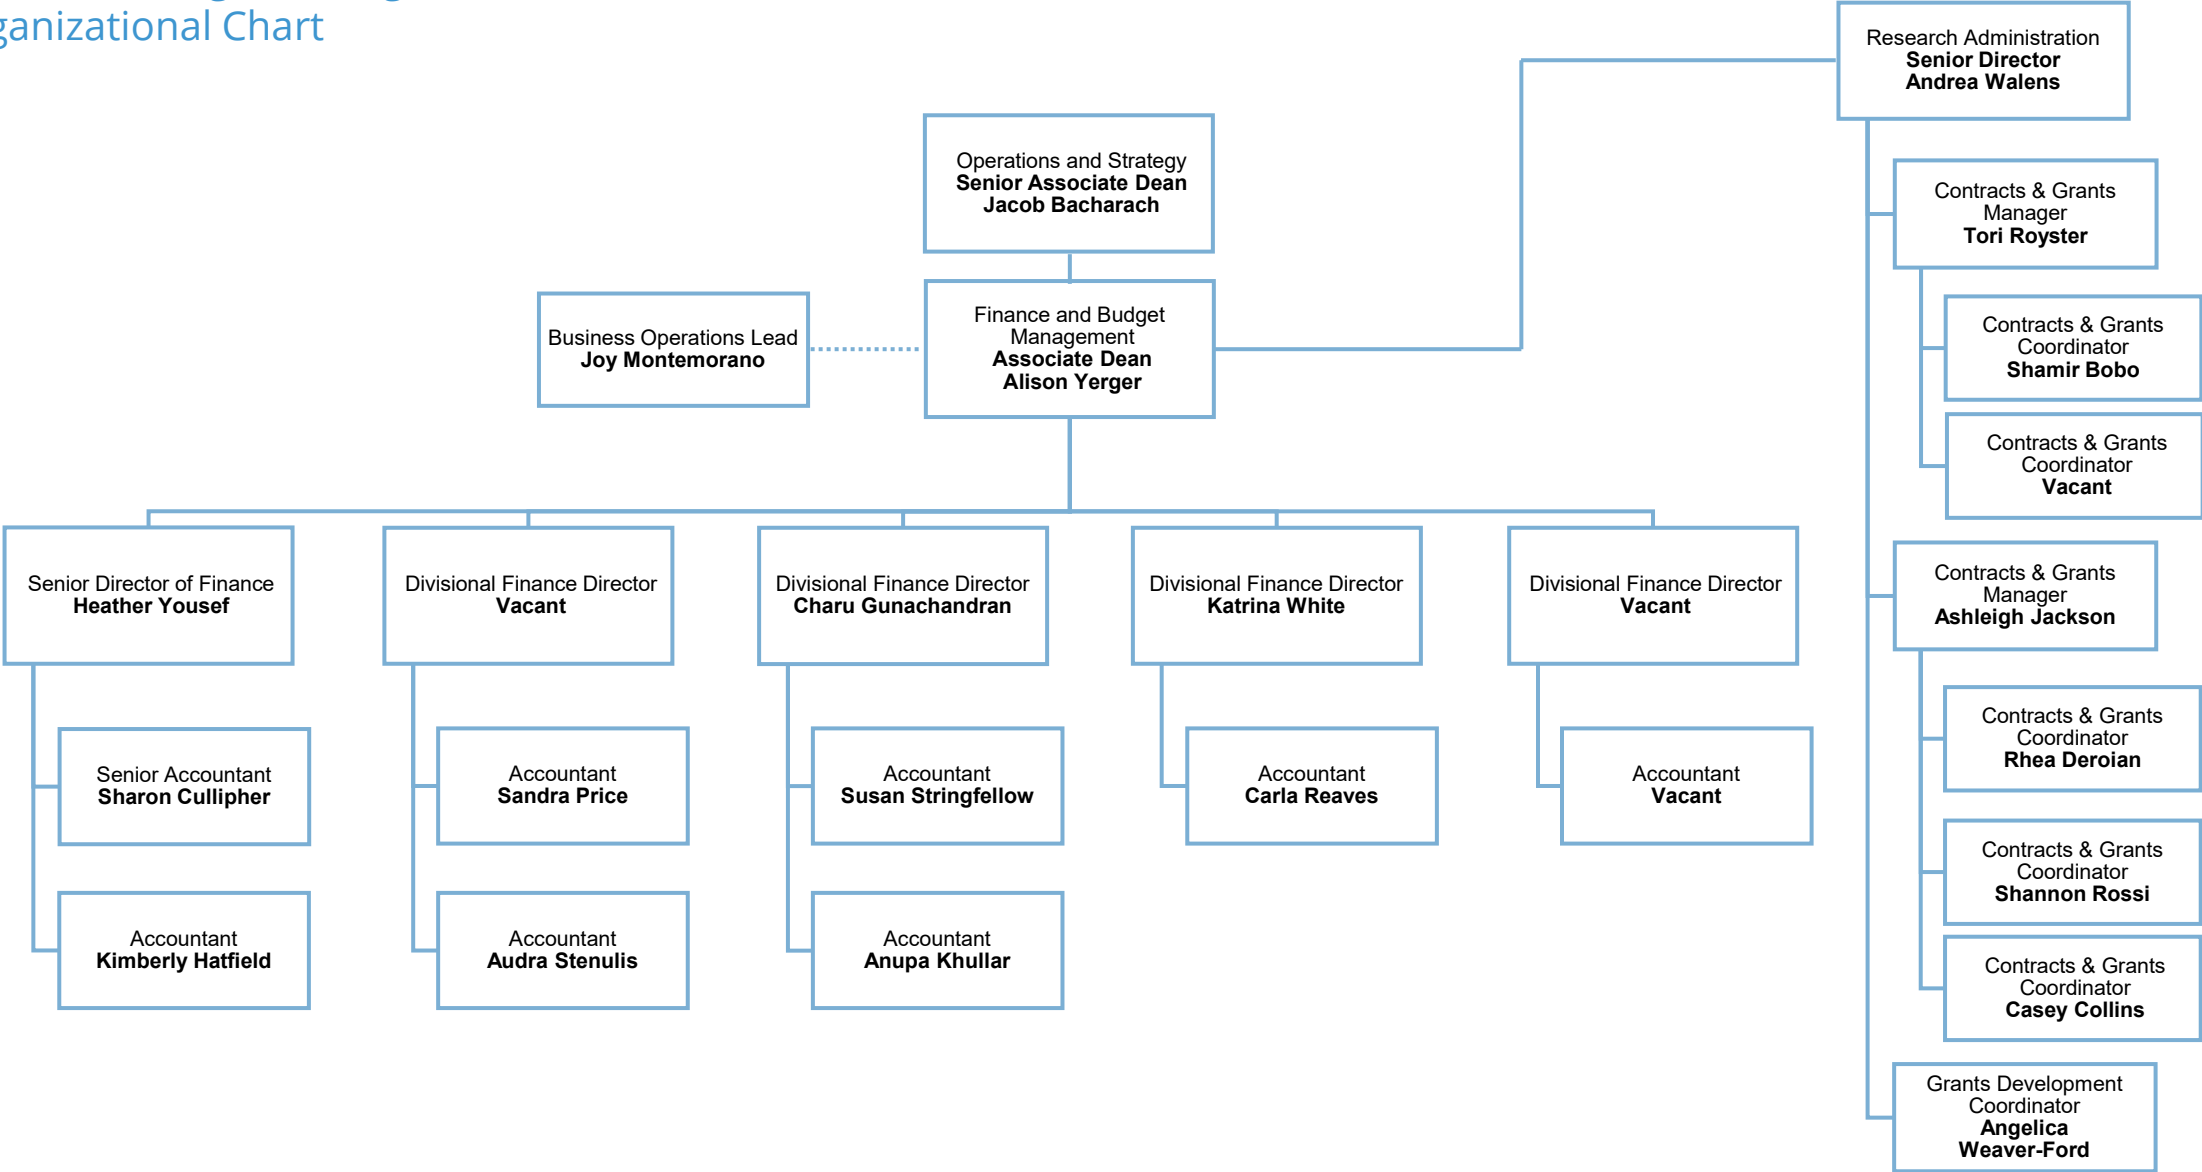 ganizational Chart
Research Administration
Senior Director
Andrea Walens
Operations and Strategy
Senior Associate Dean
Jacob Bacharach
Business Operations Lead
Joy Montemorano
Finance and Budget
Management
Associate Dean
Alison Yerger
Contracts & Grants
Manager
Tori Royster
Contracts & Grants
Coordinator
Shamir Bobo
Contracts & Grants
Coordinator
Vacant
Senior Director of Finance
Heather Yousef
Divisional Finance Director
Vacant
Divisional Finance Director
Charu Gunachandran
Divisional Finance Director
Katrina White
Divisional Finance Director
Vacant
Senior Accountant
Sharon Cullipher
Accountant
Kimberly Hatfield
Accountant
Sandra Price
Accountant
Audra Stenulis
Accountant
Susan Stringfellow
Accountant
Anupa Khullar
Accountant
Carla Reaves
Accountant
Vacant
Contracts & Grants
Manager
Ashleigh Jackson
Contracts & Grants
Coordinator
Rhea Deroian
Contracts & Grants
Coordinator
Shannon Rossi
Contracts & Grants
Coordinator
Casey Collins
Grants Development
Coordinator
Angelica
Weaver-Ford